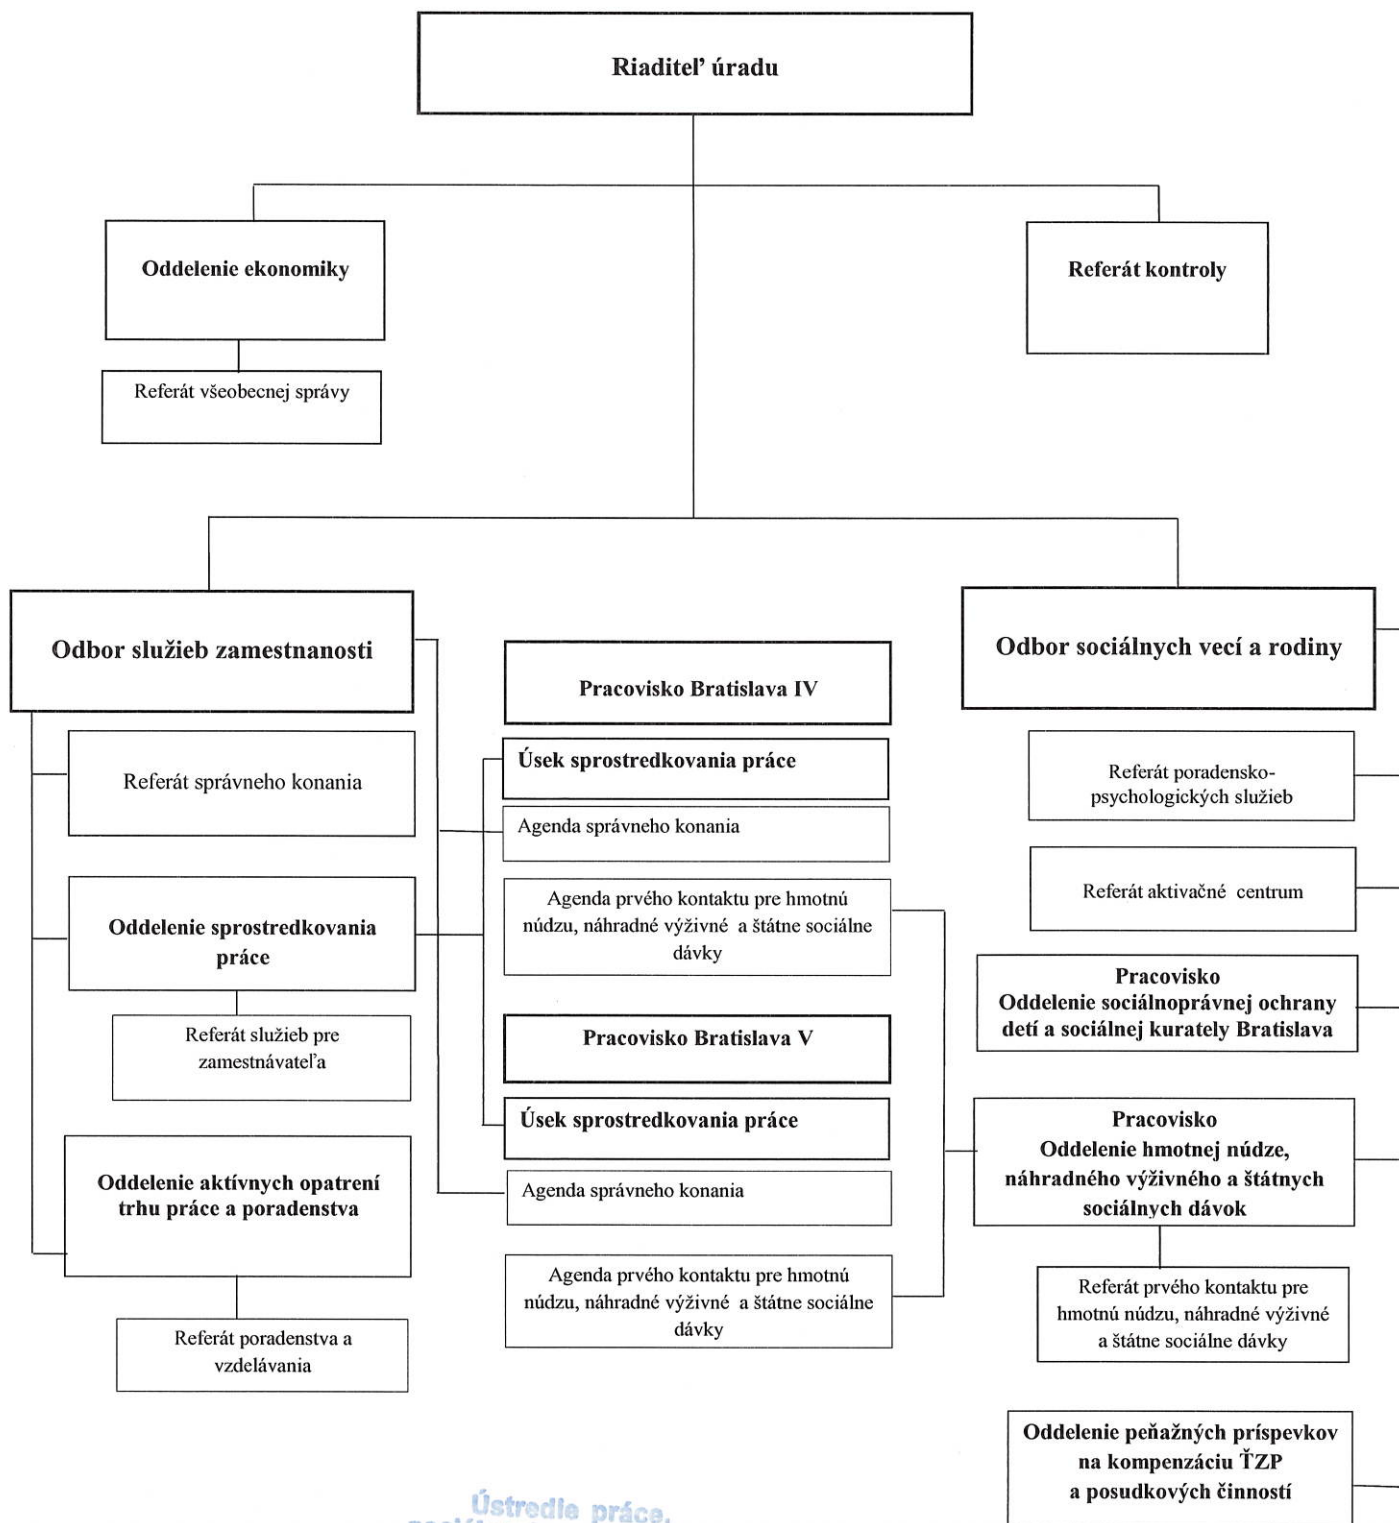 Riaditeľ úradu
Oddelenie ekonomiky
Referát kontroly
Referát všeobecnej správy
Odbor služieb zamestnanosti
Odbor sociálnych vecí a rodiny
Referát správneho konania
Oddelenie sprostredkovania
práce
Referát služieb pre
zamestnávateľa
Oddelenie aktívnych opatrení
trhu práce a poradenstva
Referát poradenstva a
vzdelávania
Pracovisko Bratislava IV
Úsek sprostredkovania práce
Agenda správneho konania
Agenda prvého kontaktu pre hmotnú
núdzu, náhradné výživné a štátne sociálne
dávky
Pracovisko Bratislava V
Úsek sprostredkovania práce
Agenda správneho konania
Agenda prvého kontaktu pre hmotnú
núdzu, náhradné výživné a štátne sociálne
dávky
Referát poradensko-
psychologických služieb
Referát aktivačné centrum
Pracovisko
Oddelenie sociálnoprávnej ochrany
detí a sociálnej kurately Bratislava
Pracovisko
Oddelenie hmotnej núdze,
náhradného výživného a štátnych
sociálnych dávok
Referát prvého kontaktu pre
hmotnú núdzu, náhradné výživné
a štátne sociálne dávky
Oddelenie peňažných príspevkov
na kompenzáciu ŤZP
a posudkových činností
Ústredie práce,